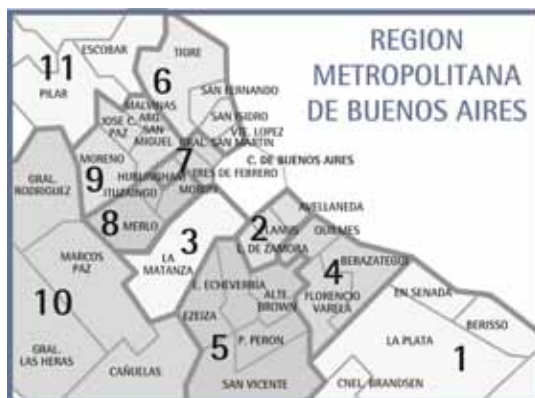 REGION
METROPOLITANA
DE BUENOS AIRES
11
ESCOBAR
PILAR
TIGRE
6
SAN FERNANDO
SAN ISIDRO
VTE. LOPEZ
MALVINAS
ARG.
JOSE C.
PAZ
SAN
MIGUEL
GRAL. SAN MARTIN
C. DE BUENOS AIRES
7
TRES DE FEBRERO
HURLINGHAM
MORON
MORENO
9
ITUZAINGO
GRAL.
RODRIGUEZ
8
MERLO
3
LA
MATANZA
2
LANUS
L. DE ZAMORA
AVELLANEDA
QUILMES
4
BERAZATEGUI
FLORENCIO
VARELA
MARCOS
PAZ
10
GRAL.
LAS HERAS
E. ECHEVERRIA
ALTE.
BROWN
EZEIZA
5
P. PERON
CAÑUELAS
SAN VICENTE
EN SENADA
BERISSO
LA PLATA
1
CNEL. BRANDSEN